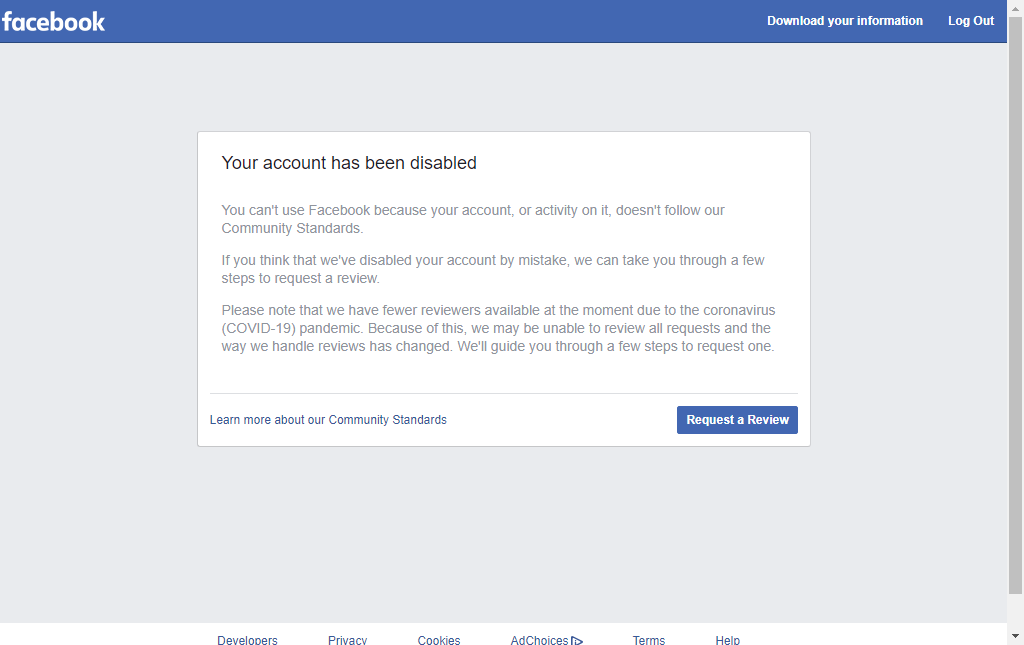 facebook
Download your information
Log Out
Your account has been disabled
You can't use Facebook because your account, or activity on it, doesn't follow our
Community Standards.
If you think that we've disabled your account by mistake, we can take you through a few
steps to request a review.
Please note that we have fewer reviewers available at the moment due to the coronavirus
(COVID-19) pandemic. Because of this, we may be unable to review all requests and the
way we handle reviews has changed. We'll guide you through a few steps to request one.
Learn more about our Community Standards
Request a Review
Developers
Privacy
Cookies
AdChoices
Terms
Help